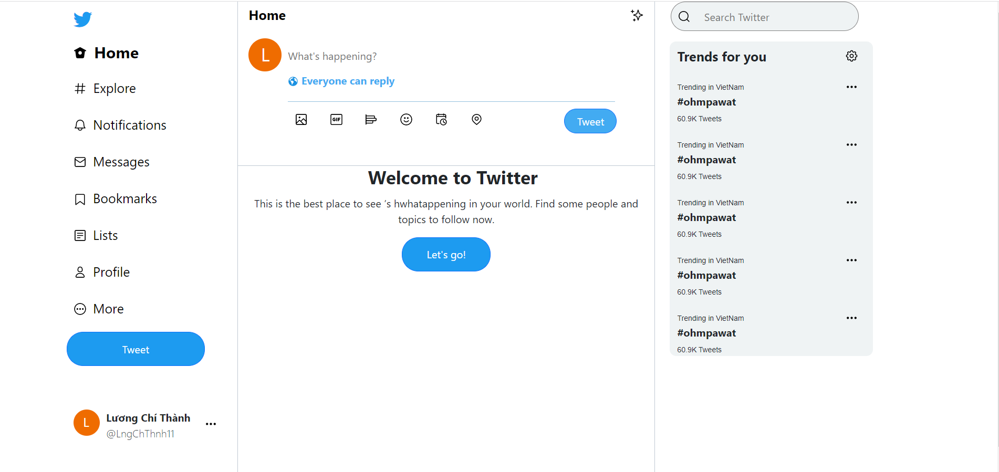 Home
Explore
Notifications
Messages
Bookmarks
Lists
Profile
More
Tweet
L
Lương Chí Thành
@LngChThnh11
Home
L
What's happening?
Everyone can reply
GIF
Tweet
Welcome to Twitter
This is the best place to see ’s hwhatappening in your world. Find some people and
topics to follow now.
Let's go!
Search Twitter
Trends for you
Trending in VietNam
#ohmpawat
60.9K Tweets
Trending in VietNam
#ohmpawat
60.9K Tweets
Trending in VietNam
#ohmpawat
60.9K Tweets
Trending in VietNam
#ohmpawat
60.9K Tweets
Trending in VietNam
#ohmpawat
60.9K Tweets